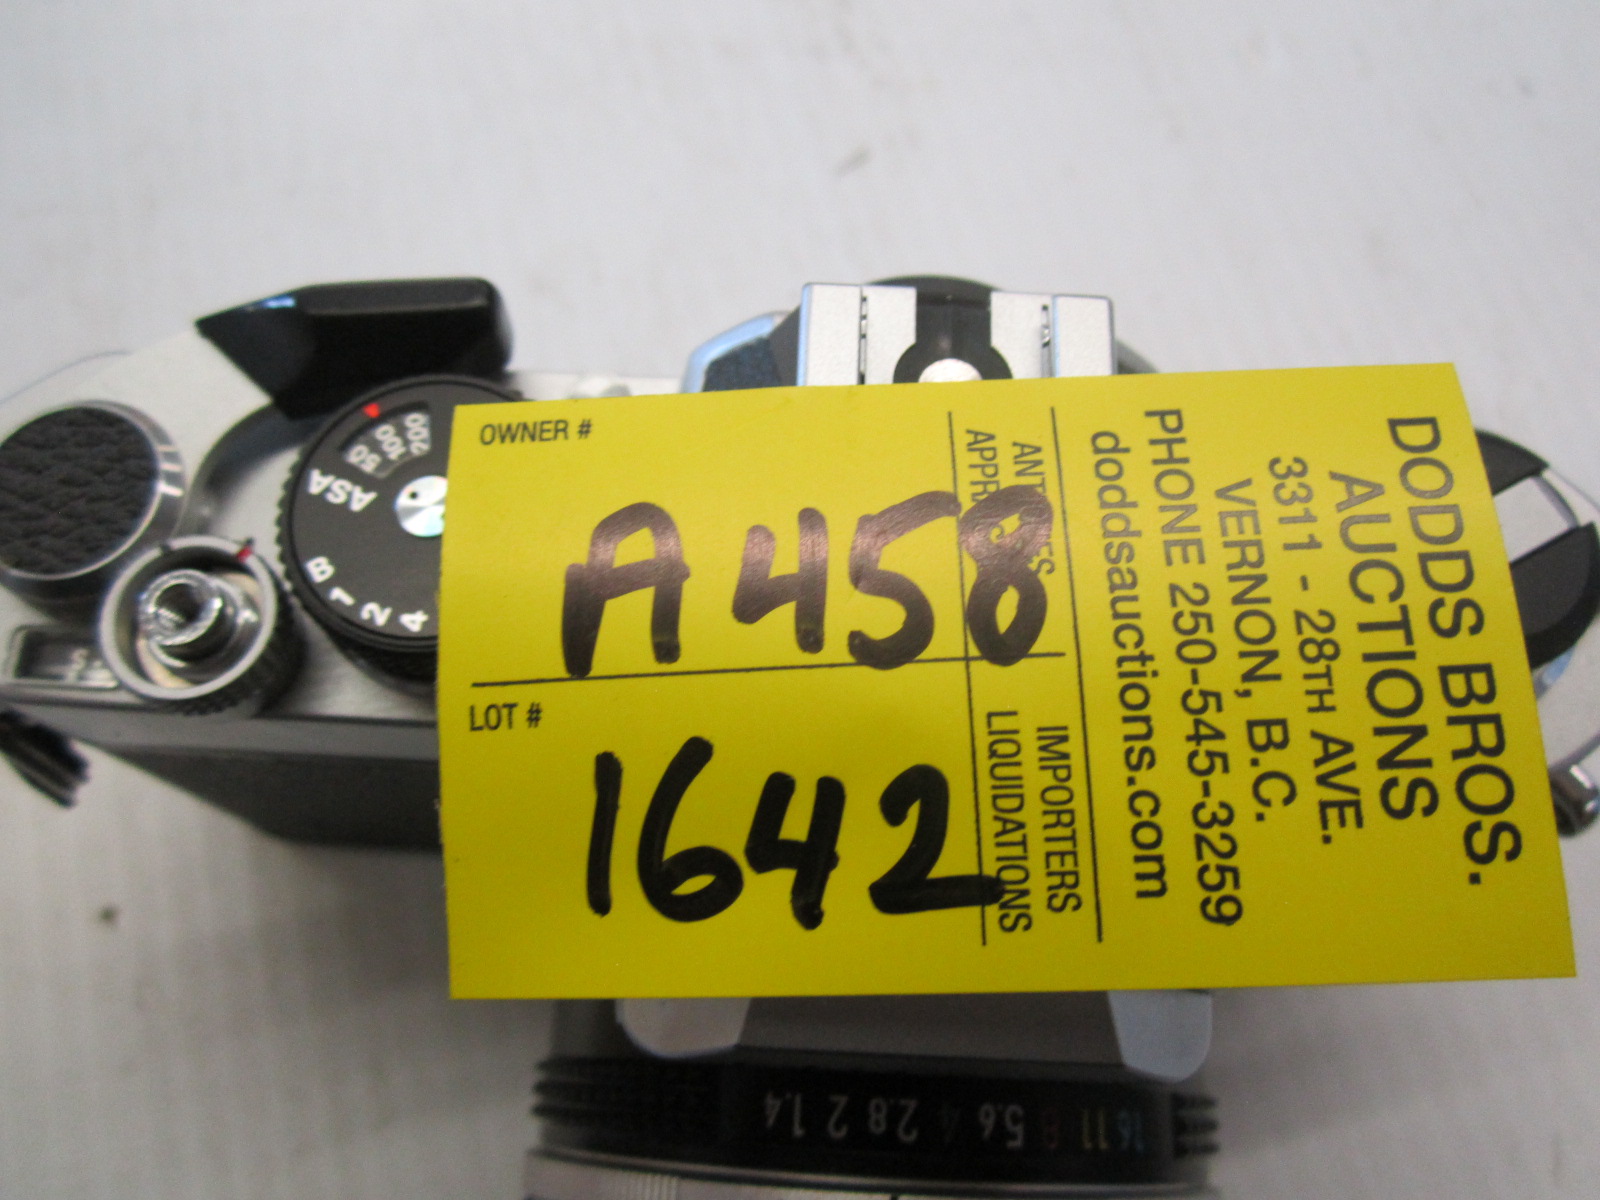 OWNER #
A 458
LOT #
1642
DODDS BROS.
AUCTIONS
3311 - 28TH AVE.
VERNON, B.C.
PHONE 250-545-3259
doddsauctions.com
IMPORTERS
LIQUIDATIONS
ASA
50 100 200
B 1 2 4
16 11 8 5.6 4 2.8 2 1.4